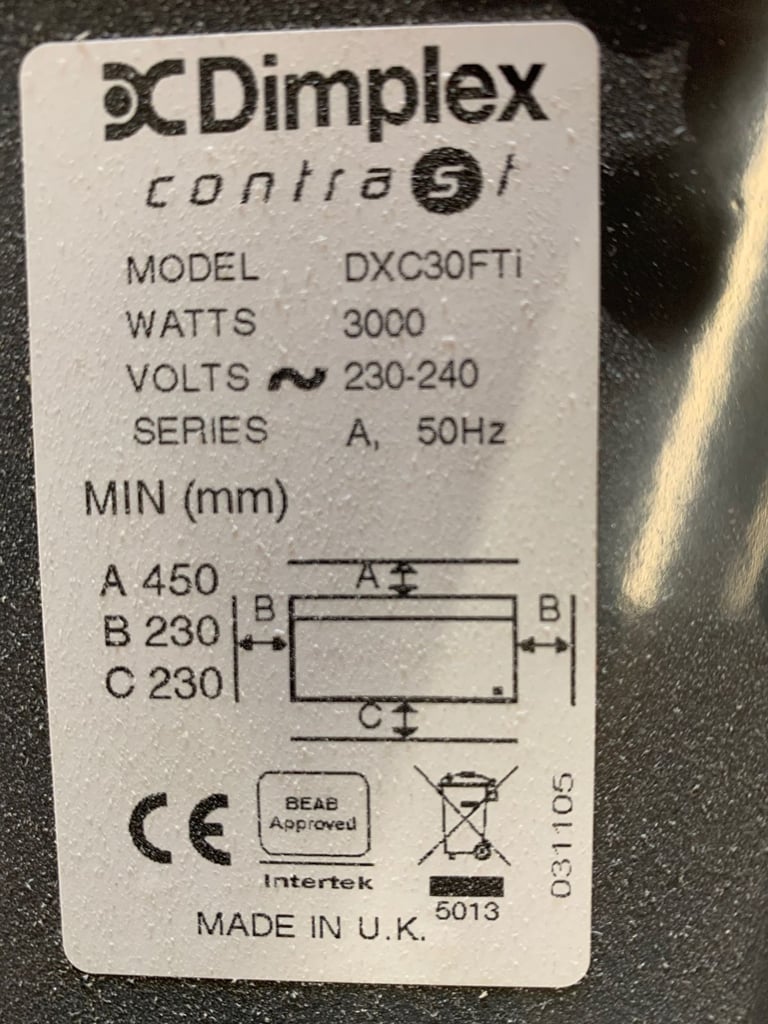 Dimplex
contrast
MODEL DXC30FTi
WATTS 3000
VOLTS ~ 230-240
SERIES A, 50Hz
MIN (mm)
A 450
B 230
C 230
A
B
B
C
CE
BEAB
Approved
Intertek
5013
031105
MADE IN U.K.